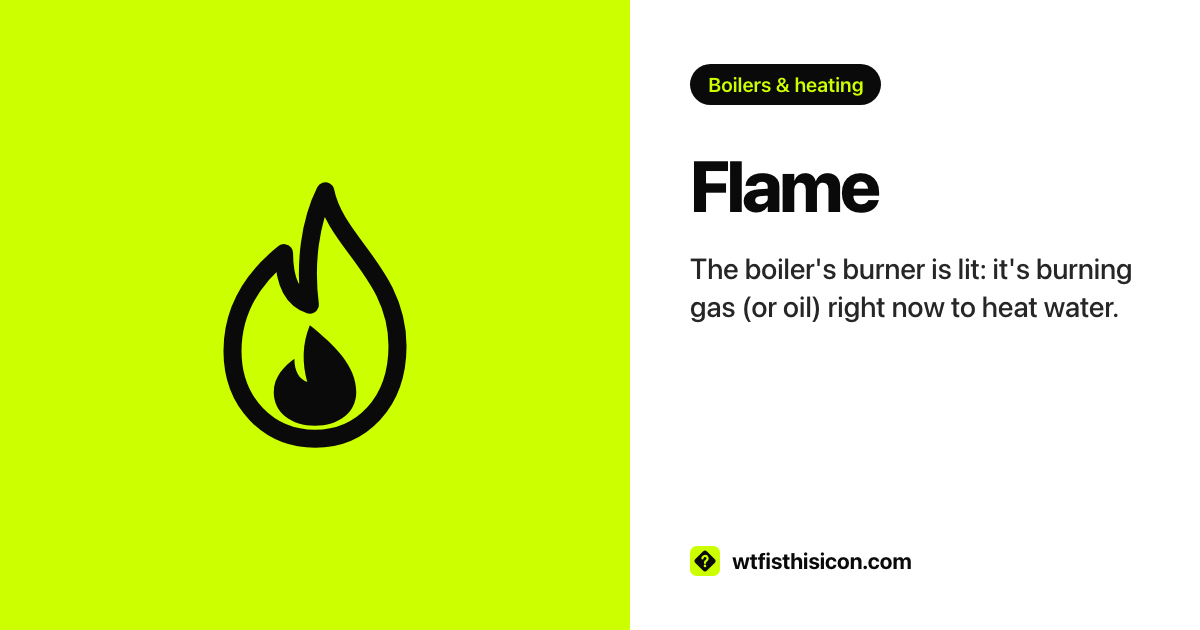 Boilers & heating
Flame
The boiler's burner is lit: it's burning
gas (or oil) right now to heat water.
?
wtfisthisicon.com